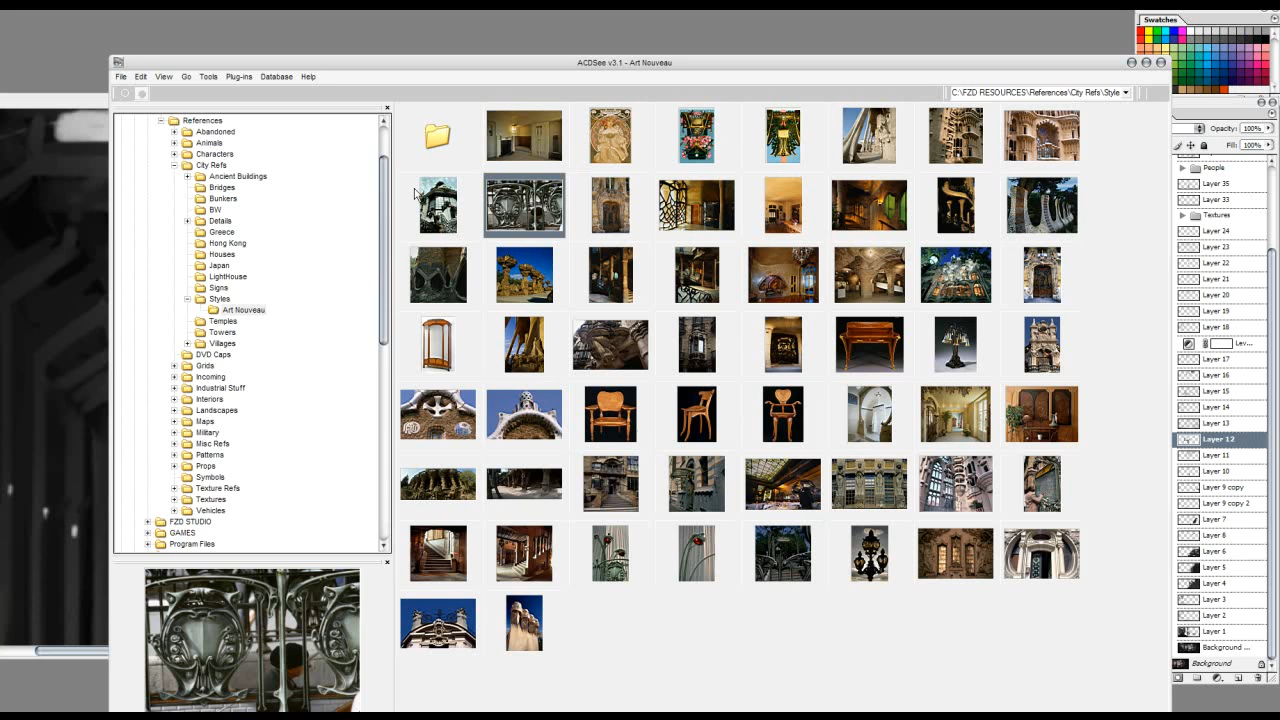 Swatches
ACDSee v3.1 - Art Nouveau
File Edit View Go Tools Plug-ins Database Help
C:\FZD RESOURCES\References\City Refs\Style
References
Abandoned
Animals
Characters
City Refs
Ancient Buildings
Bridges
Bunkers
BW
Details
Greece
Hong Kong
Houses
Japan
LightHouse
Signs
Styles
Art Nouveau
Temples
Towers
Villages
DVD Caps
Grids
Incoming
Industrial Stuff
Interiors
Landscapes
Maps
Military
Misc Refs
Patterns
Props
Symbols
Texture Refs
Textures
Vehicles
FZD STUDIO
GAMES
Program Files
Opacity: 100%
Fill: 100%
People
Layer 35
Layer 33
Textures
Layer 24
Layer 23
Layer 22
Layer 21
Layer 20
Layer 19
Layer 18
Lev...
Layer 17
Layer 16
Layer 15
Layer 14
Layer 13
Layer 12
Layer 11
Layer 10
Layer 9 copy
Layer 9 copy 2
Layer 7
Layer 8
Layer 6
Layer 5
Layer 4
Layer 3
Layer 2
Layer 1
Background ...
Background